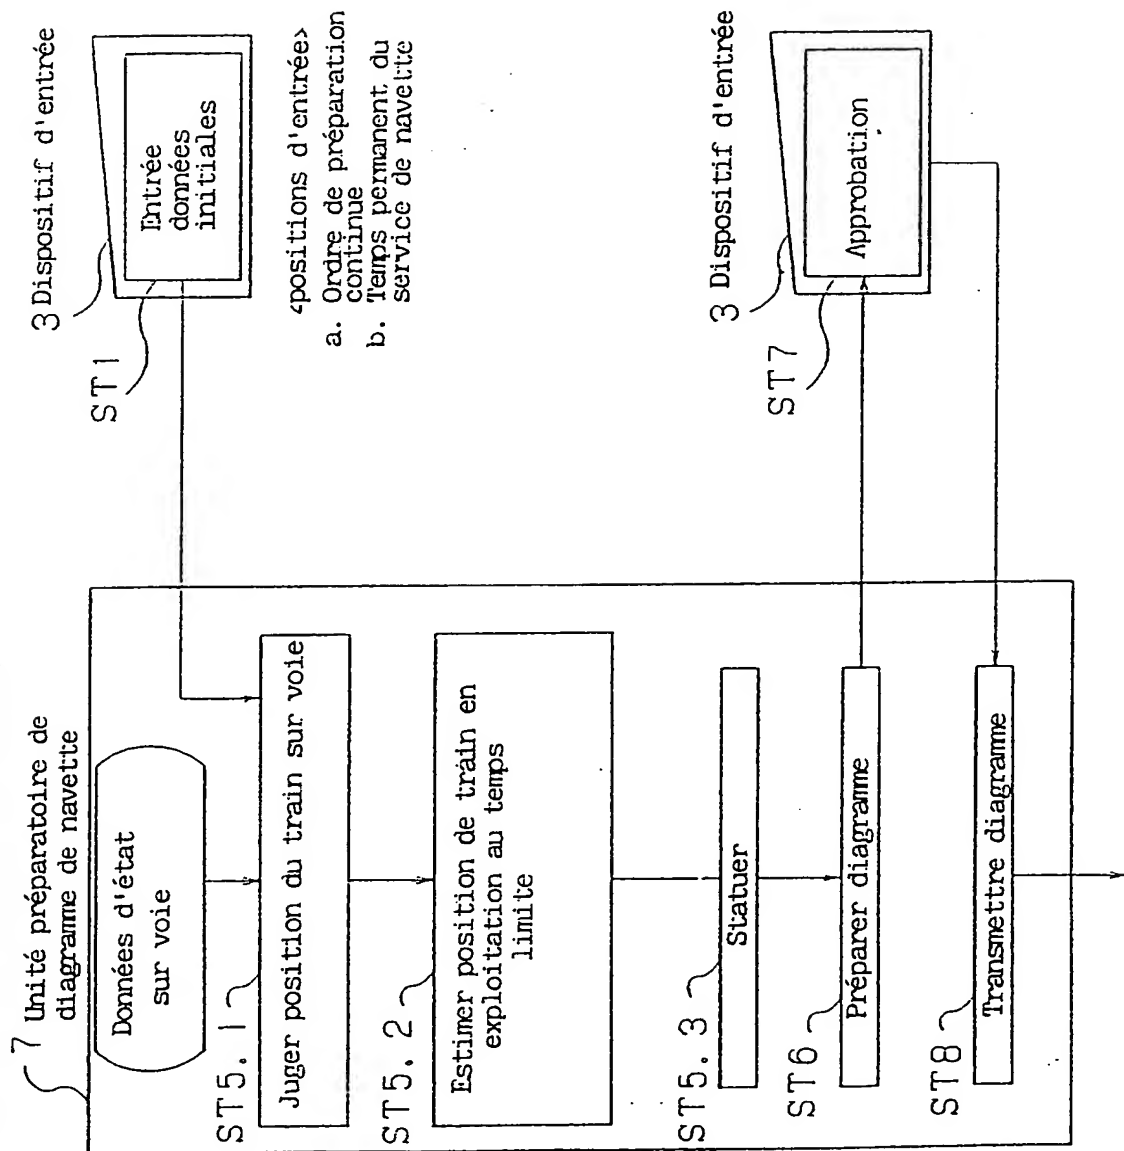 7 Unité préparatoire de
diagramme de navette
Données d'état
sur voie
ST5. 1
Juger position du train sur voie
ST5. 2
Estimer position de train en
exploitation au temps
limite
ST5. 3
Statuer
ST6
Préparer diagramme
ST8
Transmettre diagramme
3 Dispositif d'entrée
ST1
Entrée
données
initiales
<positions d'entrée>
a. Ordre de préparation
continue
b. Temps permanent du
service de navette
3 Dispositif d'entrée
ST7
Approbation